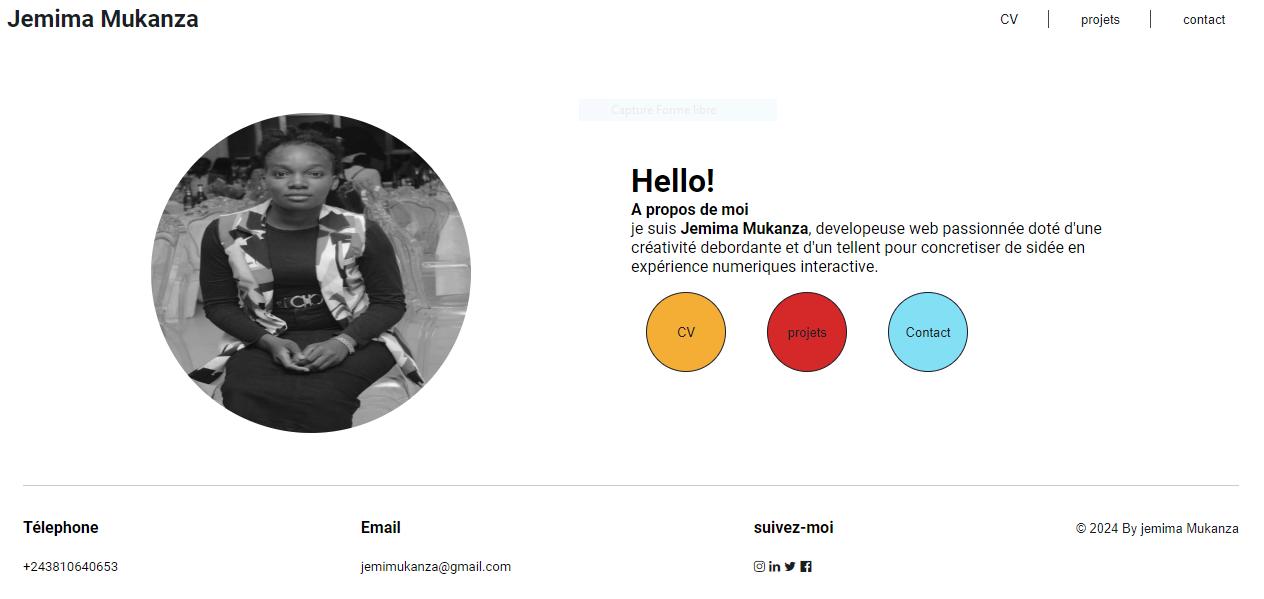 Jemima Mukanza
CV
projets
contact
Capture Forme libre
Hello!
A propos de moi
je suis Jemima Mukanza, developeuse web passionnée doté d'une
créativité debordante et d'un tellent pour concretiser de sidée en
expérience numeriques interactive.
CV
projets
Contact
Télephone
Email
suivez-moi
© 2024 By jemima Mukanza
+243810640653
jemimukanza@gmail.com